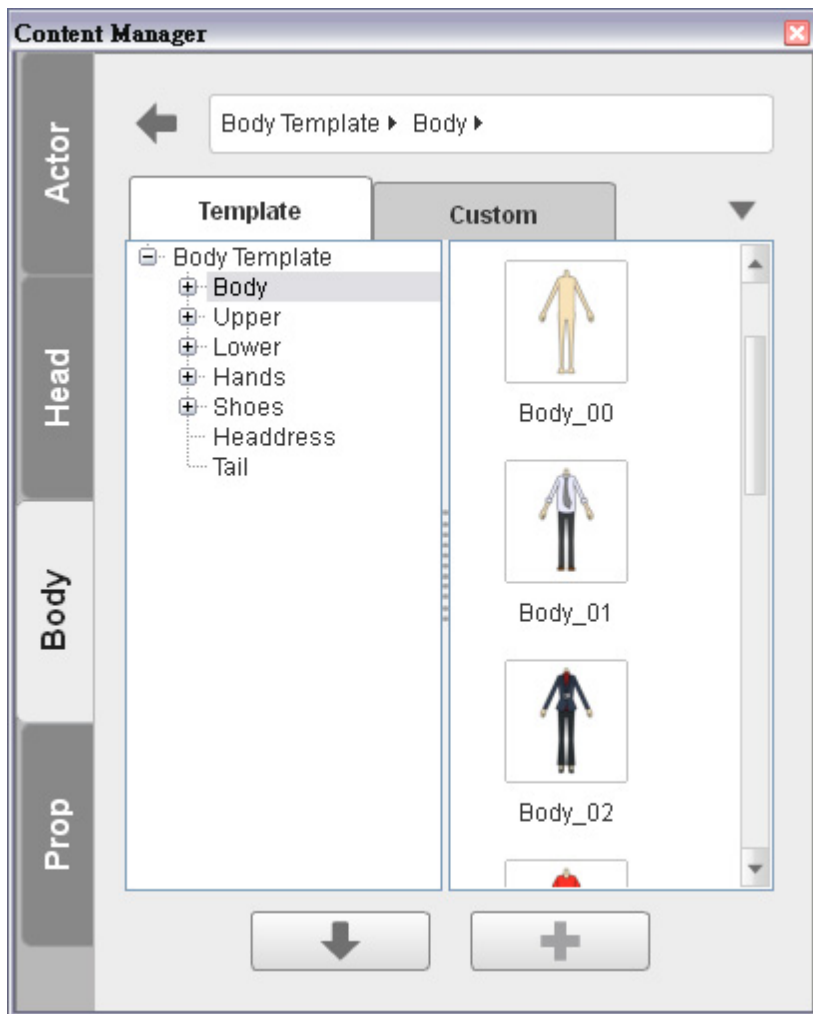 Content Manager
Actor
Head
Body
Prop
Body Template ▸ Body ▸
Template
Custom
Body Template
Body
Upper
Lower
Hands
Shoes
Headdress
Tail
Body_00
Body_01
Body_02